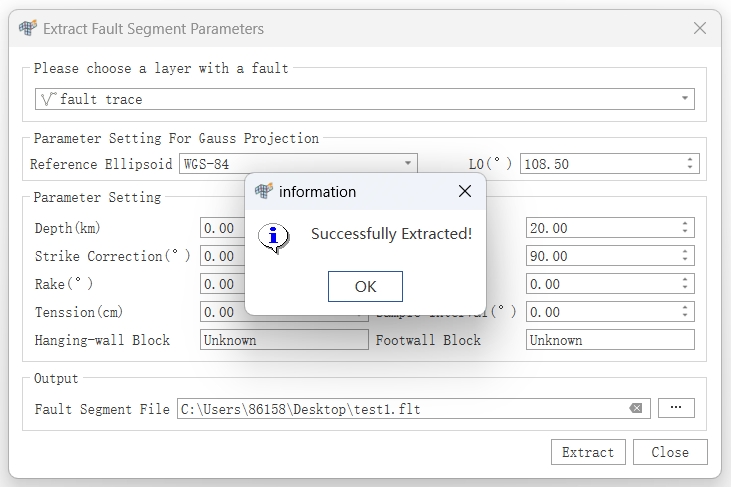 Extract Fault Segment Parameters
Please choose a layer with a fault
fault trace
Parameter Setting For Gauss Projection
Reference Ellipsoid WGS-84 L0(°) 108.50
information
Successfully Extracted!
OK
Parameter Setting
Depth(km) 0.00 20.00
Strike Correction(°) 0.00 90.00
Rake(°) 0.00 0.00
Tenssion(cm) 0.00 Sample Interval(°) 0.00
Hanging-wall Block Unknown Footwall Block Unknown
Output
Fault Segment File C:\Users\86158\Desktop\test1.flt ...
Extract Close